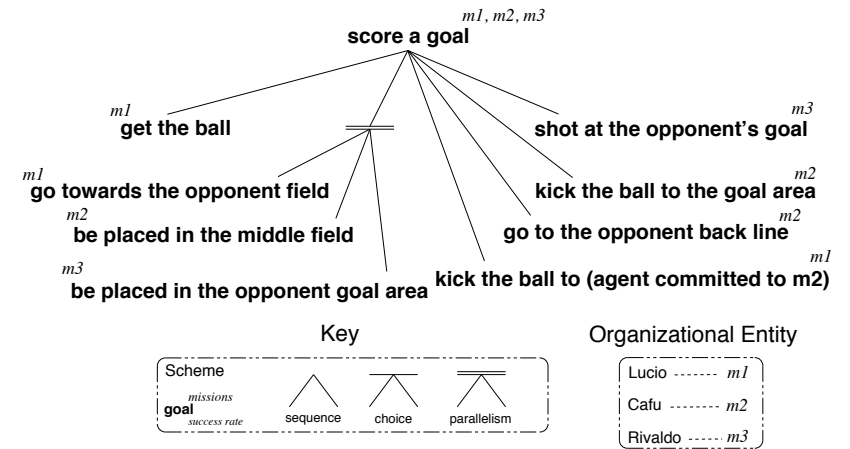 m1, m2, m3
score a goal
m1
get the ball
m3
shot at the opponent's goal
m1
go towards the opponent field
m2
kick the ball to the goal area
m2
be placed in the middle field
m2
go to the opponent back line
m3
be placed in the opponent goal area
m1
kick the ball to (agent committed to m2)
Key
Scheme
missions
goal
success rate
sequence
choice
parallelism
Organizational Entity
Lucio m1
Cafu m2
Rivaldo m3